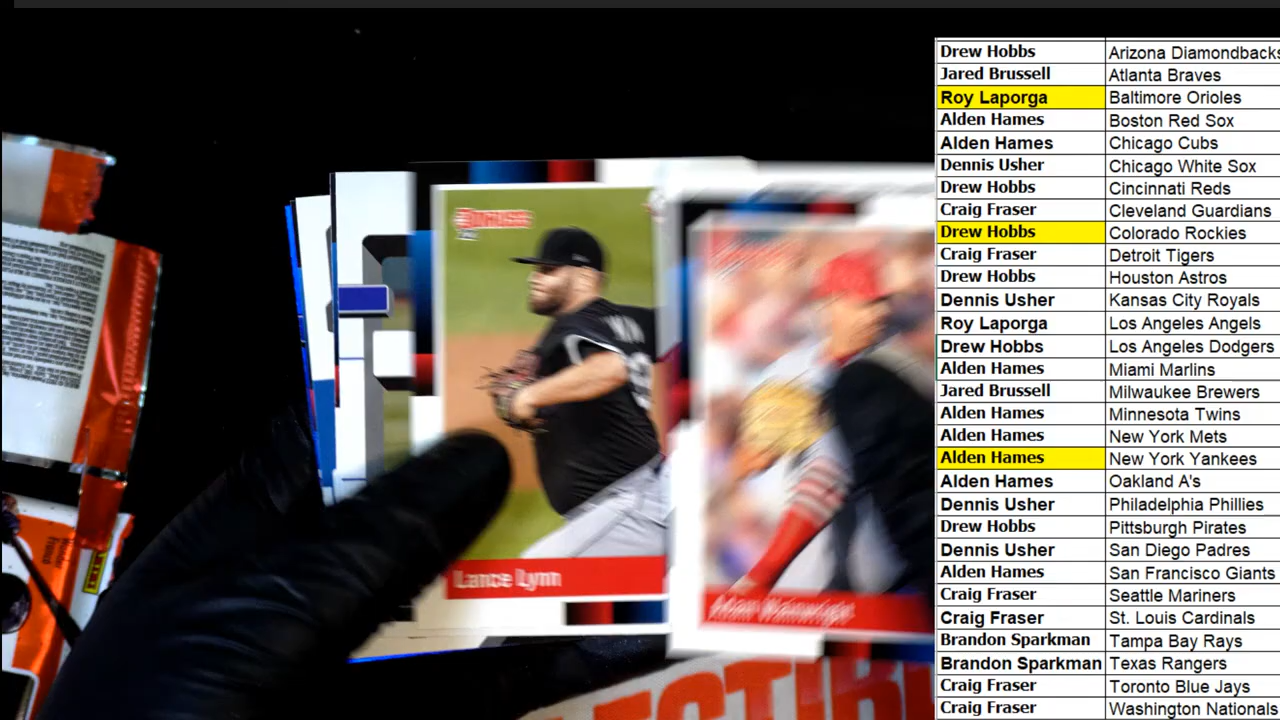 Drew Hobbs Arizona Diamondbacks
Jared Brussell Atlanta Braves
Roy Laporga Baltimore Orioles
Alden Hames Boston Red Sox
Alden Hames Chicago Cubs
Dennis Usher Chicago White Sox
Drew Hobbs Cincinnati Reds
Craig Fraser Cleveland Guardians
Drew Hobbs Colorado Rockies
Craig Fraser Detroit Tigers
Drew Hobbs Houston Astros
Dennis Usher Kansas City Royals
Roy Laporga Los Angeles Angels
Drew Hobbs Los Angeles Dodgers
Alden Hames Miami Marlins
Jared Brussell Milwaukee Brewers
Alden Hames Minnesota Twins
Alden Hames New York Mets
Alden Hames New York Yankees
Alden Hames Oakland A's
Dennis Usher Philadelphia Phillies
Drew Hobbs Pittsburgh Pirates
Dennis Usher San Diego Padres
Alden Hames San Francisco Giants
Craig Fraser Seattle Mariners
Craig Fraser St. Louis Cardinals
Brandon Sparkman Tampa Bay Rays
Brandon Sparkman Texas Rangers
Craig Fraser Toronto Blue Jays
Craig Fraser Washington Nationals
Lance Lynn
Adam Wainwright